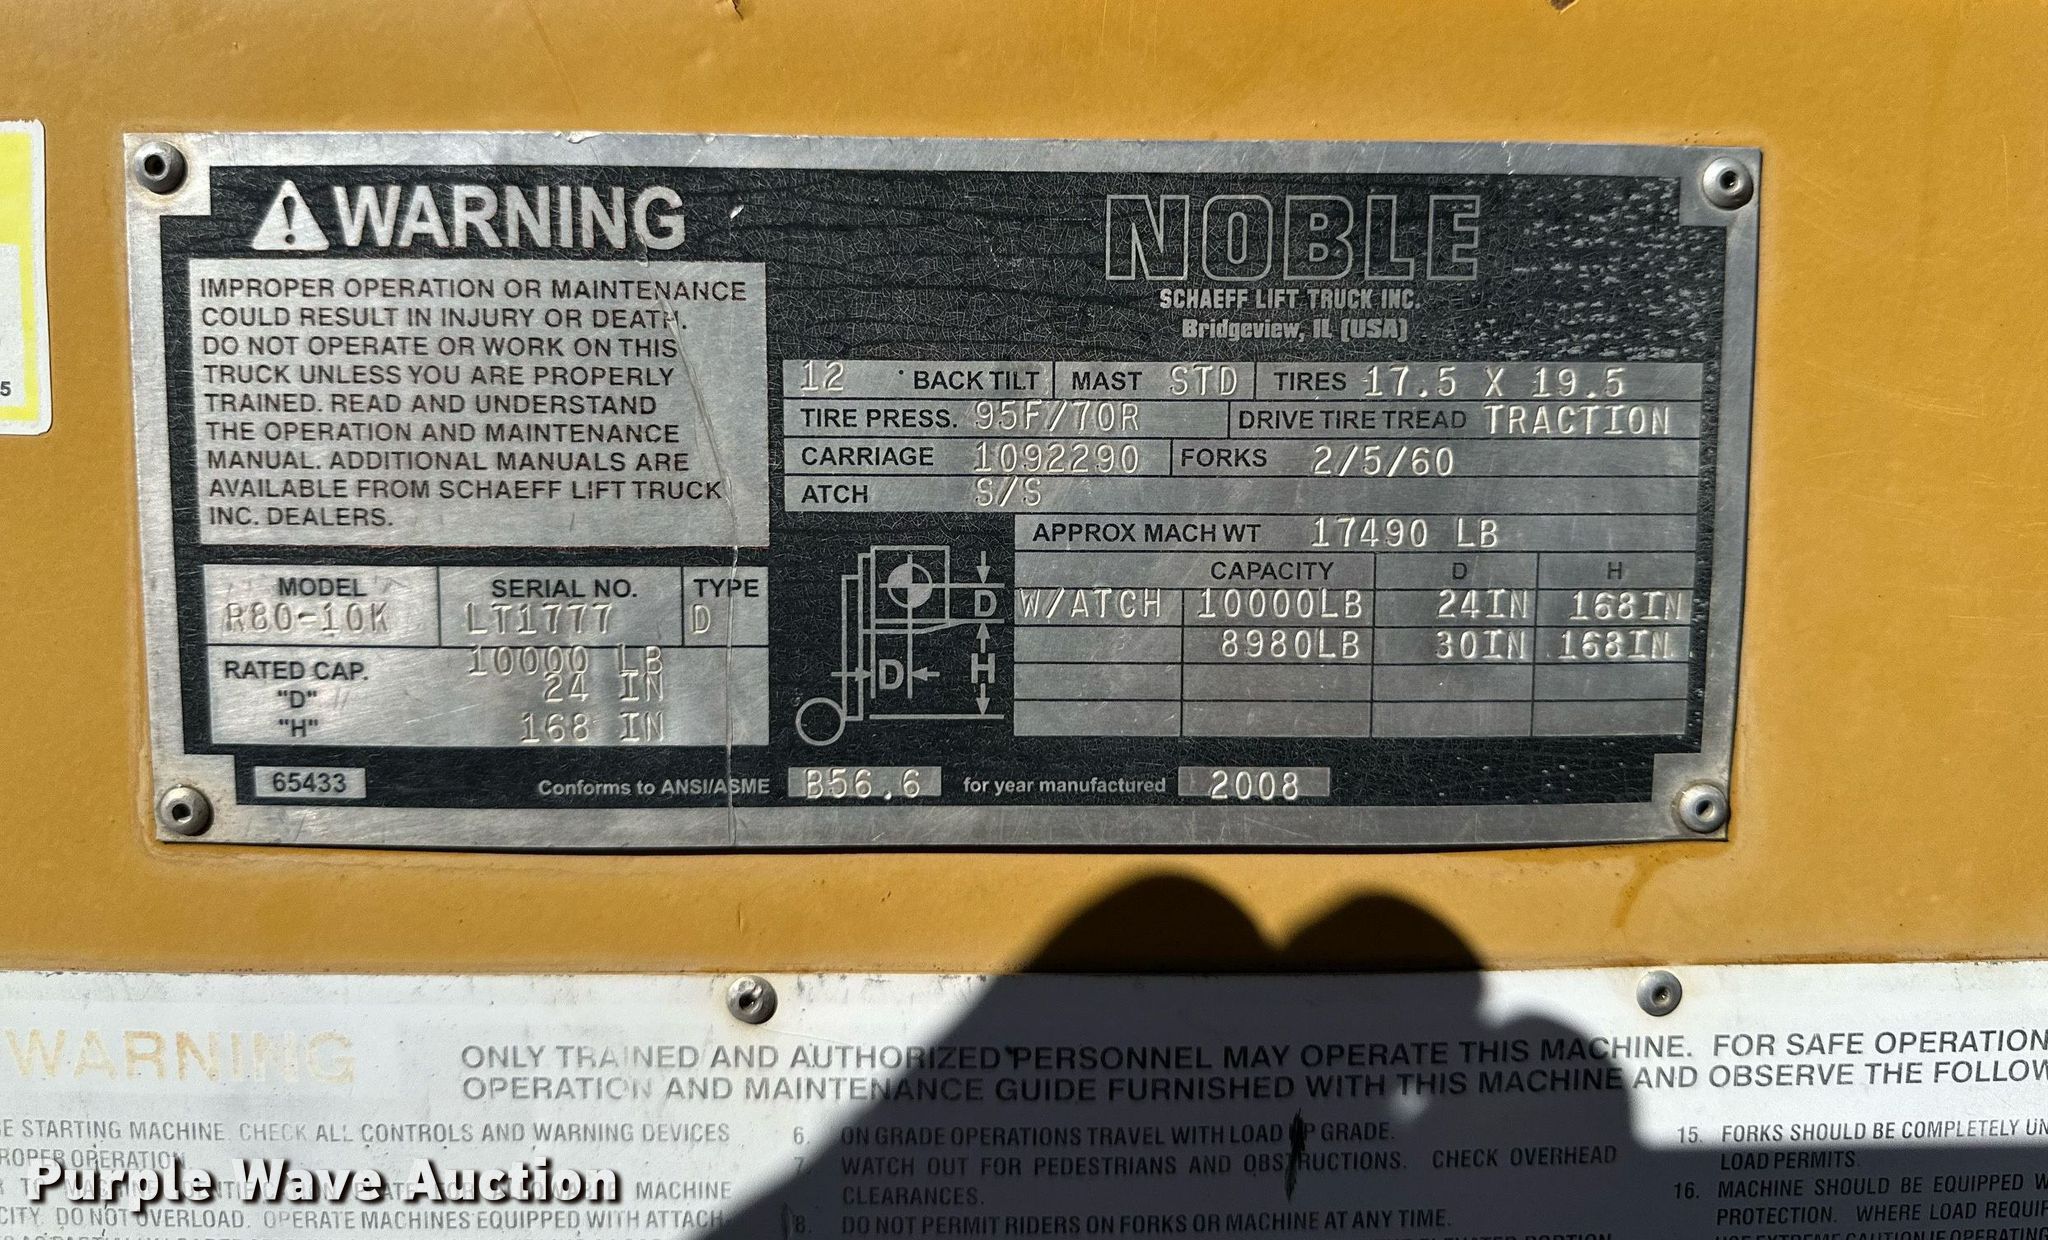 WARNING
IMPROPER OPERATION OR MAINTENANCE
COULD RESULT IN INJURY OR DEATH.
DO NOT OPERATE OR WORK ON THIS
TRUCK UNLESS YOU ARE PROPERLY
TRAINED. READ AND UNDERSTAND
THE OPERATION AND MAINTENANCE
MANUAL. ADDITIONAL MANUALS ARE
AVAILABLE FROM SCHAEFF LIFT TRUCK
INC. DEALERS.
MODEL SERIAL NO. TYPE
R80-10K LT1777 D
RATED CAP. 10000 LB
"D" 24 IN
"H" 168 IN
65433
NOBLE
SCHAEFF LIFT TRUCK INC.
Bridgeview, IL (USA)
12 ° BACK TILT MAST STD TIRES 17.5 X 19.5
TIRE PRESS. 95F/70R DRIVE TIRE TREAD TRACTION
CARRIAGE 1092290 FORKS 2/5/60
ATCH S/S
APPROX MACH WT 17490 LB
CAPACITY D H
W/ATCH 10000LB 24IN 168IN
8980LB 30IN 168IN
D
D H
Conforms to ANSI/ASME B56.6 for year manufactured 2008
5
WARNING
ONLY TRAINED AND AUTHORIZED PERSONNEL MAY OPERATE THIS MACHINE. FOR SAFE OPERATION
OPERATION AND MAINTENANCE GUIDE FURNISHED WITH THIS MACHINE AND OBSERVE THE
STARTING MACHINE. CHECK ALL CONTROLS AND WARNING DEVICES
OPERATION
MACHINE
DO NOT OVERLOAD. OPERATE MACHINES EQUIPPED WITH
6. ON GRADE OPERATIONS TRAVEL WITH LOAD UP GRADE.
7. WATCH OUT FOR PEDESTRIANS AND OBSTRUCTIONS. CHECK OVERHEAD
CLEARANCES.
8. DO NOT PERMIT RIDERS ON FORKS OR MACHINE AT ANY TIME.
15. FORKS SHOULD BE COMPLETELY
LOAD PERMITS.
16. MACHINE SHOULD BE EQUIPPED
PROTECTION. WHERE LOAD
USE EXTREME CAUTION IF OPERATING
Purple Wave Auction